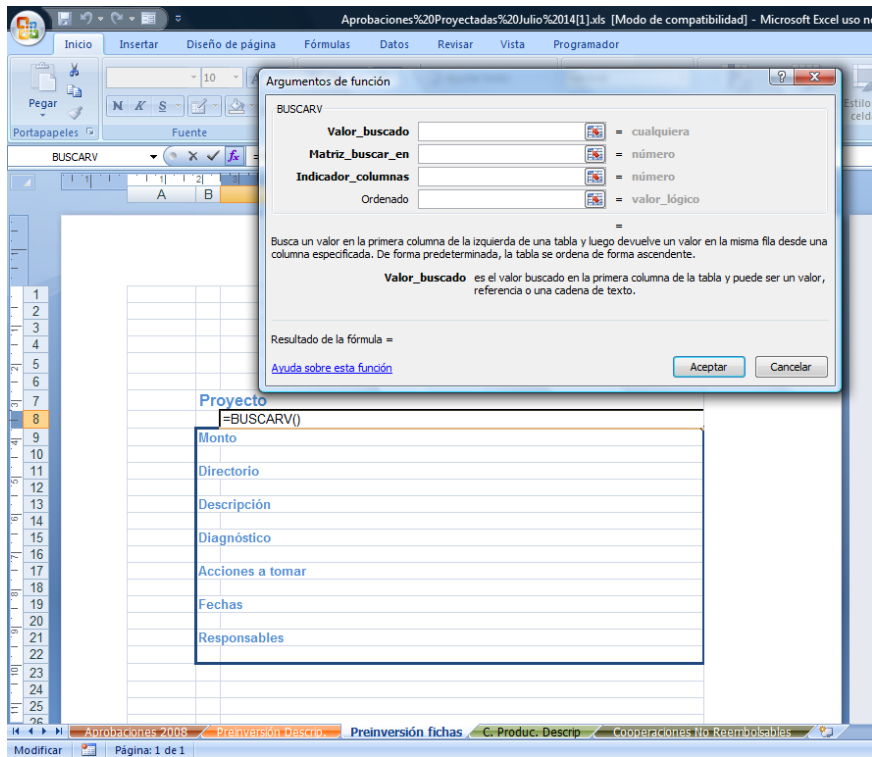 Aprobaciones%20Proyectadas%20Julio%2014[1].xls [Modo de compatibilidad] - Microsoft Excel uso n
Inicio Insertar Diseño de página Fórmulas Datos Revisar Vista Programador
10
Pegar
N K S
Estilo
celd
Portapapeles Fuente
BUSCARV fx =
Argumentos de función
BUSCARV
Valor_buscado = cualquiera
Matriz_buscar_en = número
Indicador_columnas = número
Ordenado = valor_lógico
=
Busca un valor en la primera columna de la izquierda de una tabla y luego devuelve un valor en la misma fila desde una
columna especificada. De forma predeterminada, la tabla se ordena de forma ascendente.
Valor_buscado es el valor buscado en la primera columna de la tabla y puede ser un valor,
referencia o una cadena de texto.
Resultado de la fórmula =
Ayuda sobre esta función Aceptar Cancelar
1 1 2 3
A B
1
2
3
4
5
6
7 Proyecto
8 =BUSCARV()
9 Monto
10
11 Directorio
12
13 Descripción
14
15 Diagnóstico
16
17 Acciones a tomar
18
19 Fechas
20
21 Responsables
22
23
24
25
26
Aprobaciones 2008 Preinversión Descrip. Preinversión fichas C. Produc. Descrip Cooperaciones No Reembolsables
Modificar Página: 1 de 1